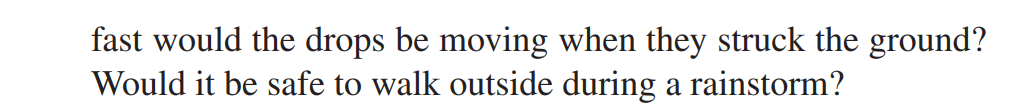 fast would the drops be moving when they struck the ground?
Would it be safe to walk outside during a rainstorm?